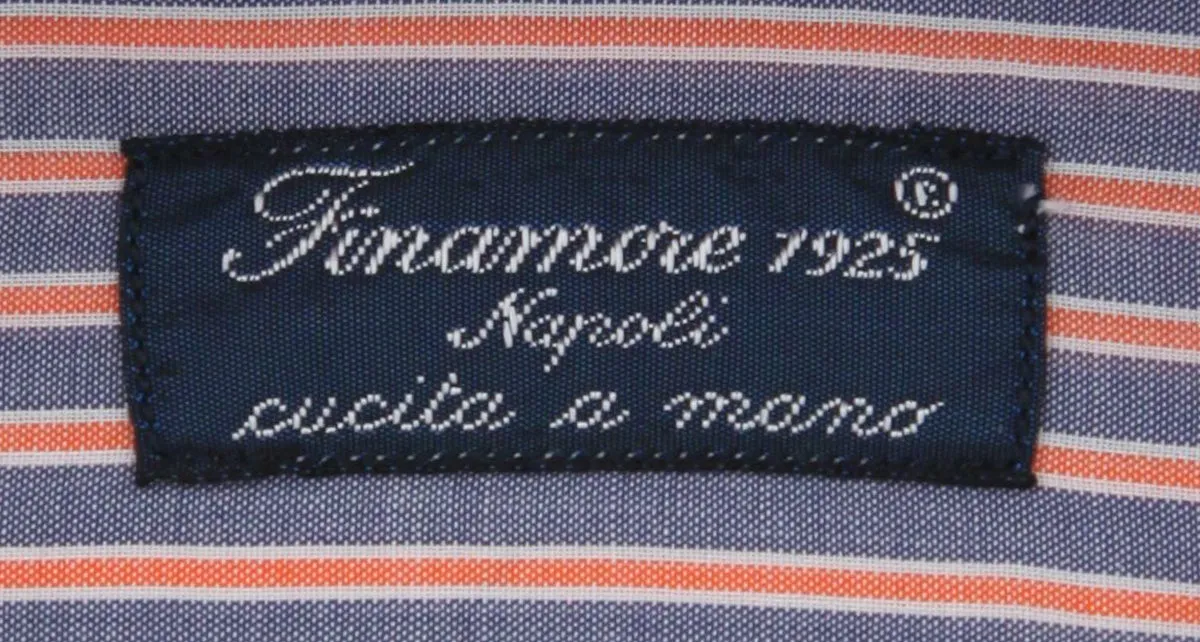 Finamore 1925 ®
Napoli
cucita a mano